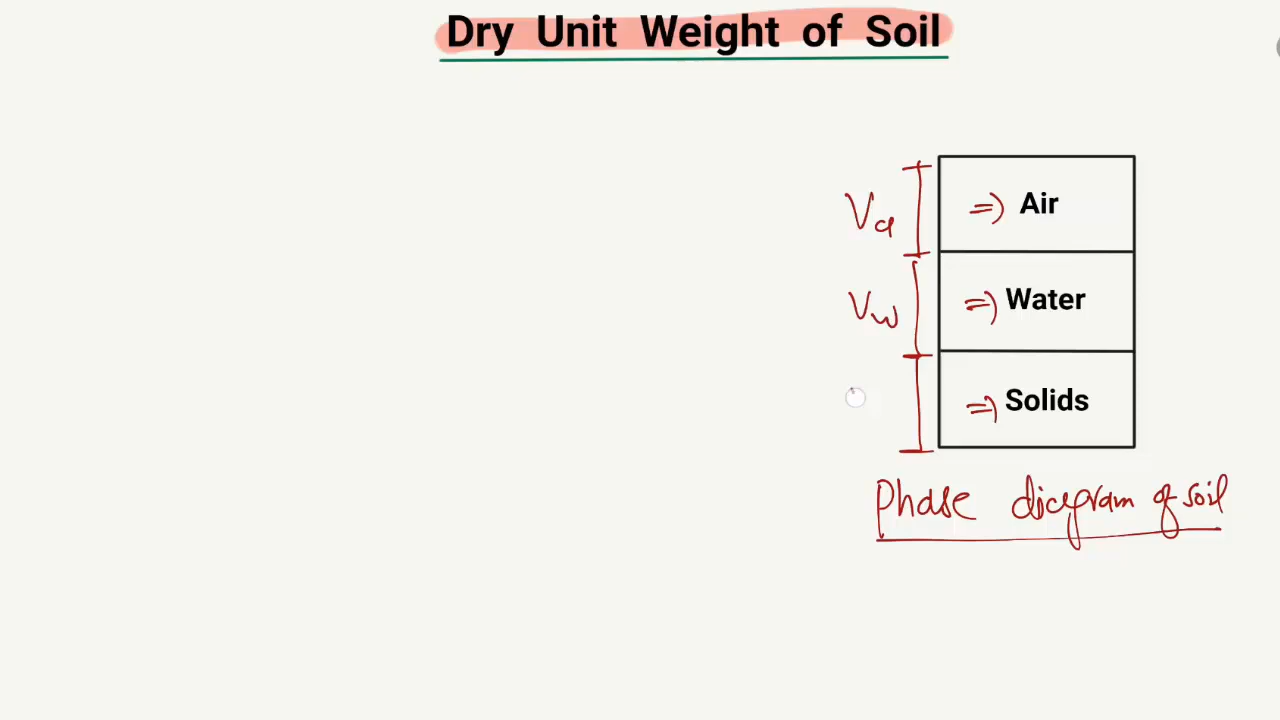 Dry Unit Weight of Soil
Va => Air
Vw => Water
=> Solids
Phase diagram of soil